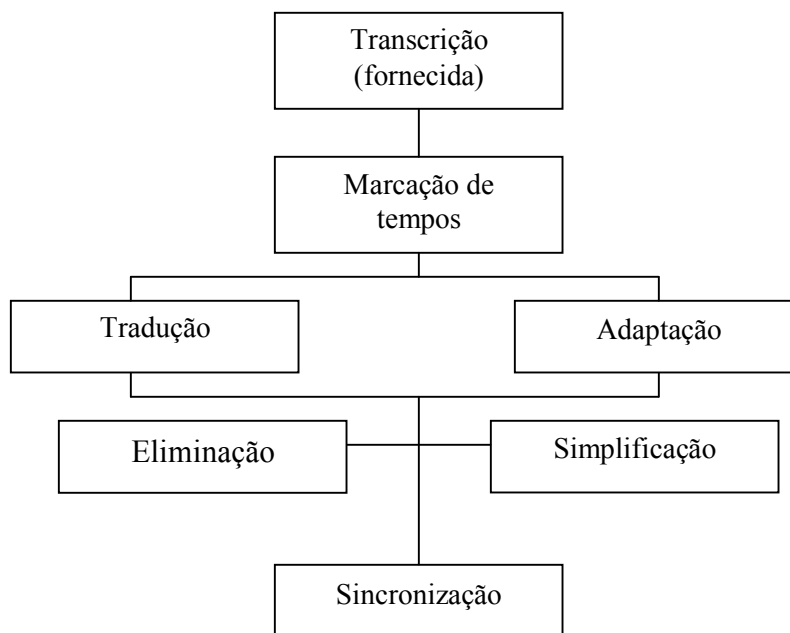 Transcrição
(fornecida)
Marcação de
tempos
Tradução
Adaptação
Eliminação
Simplificação
Sincronização